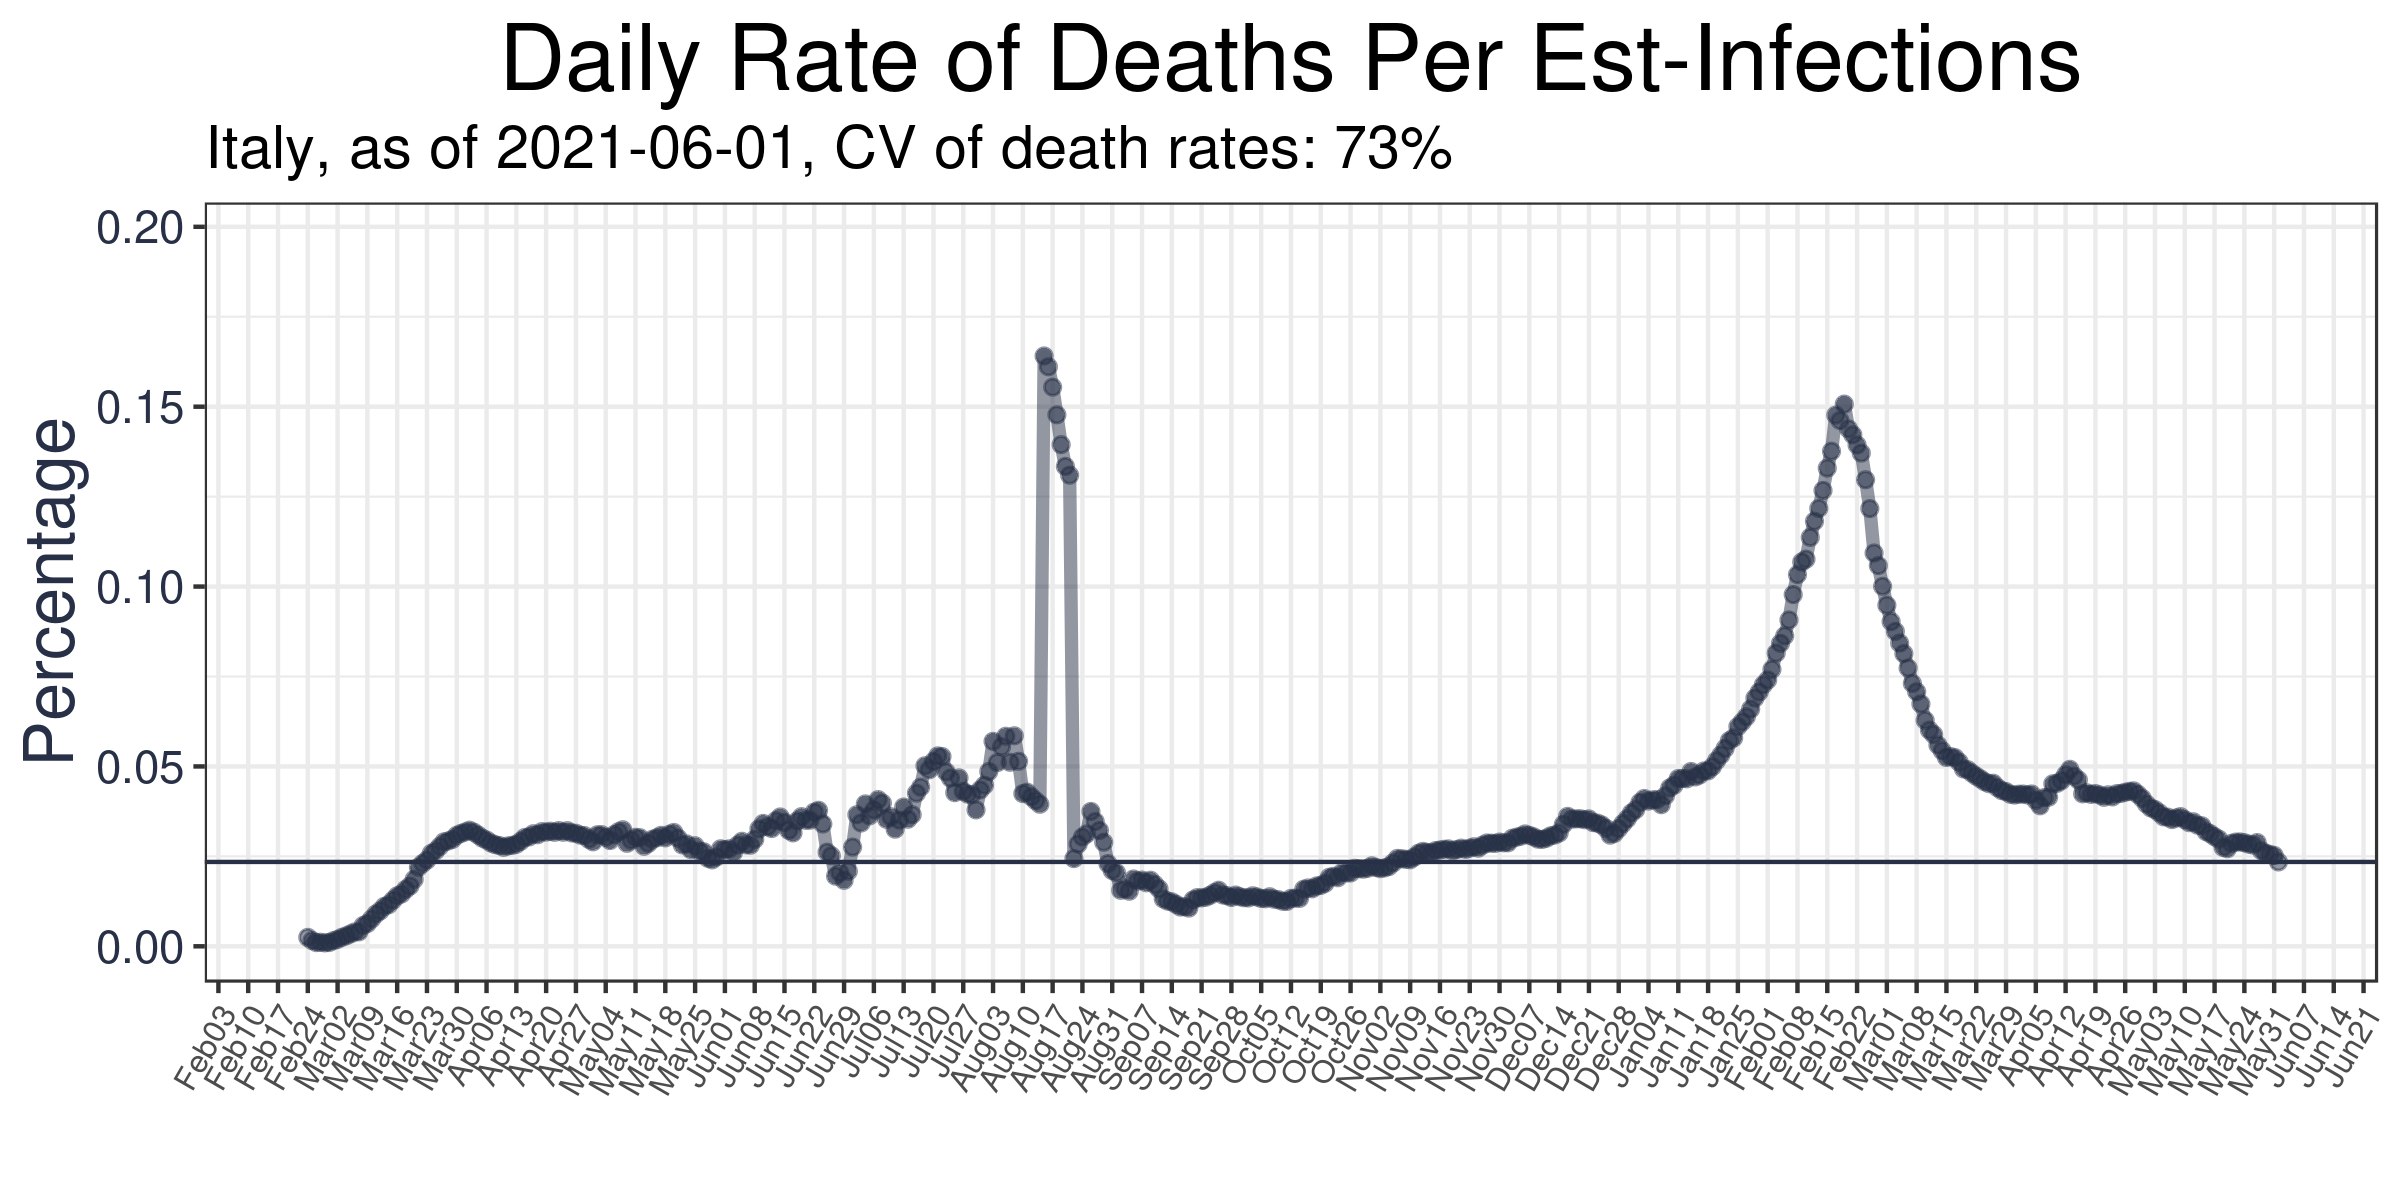 Daily Rate of Deaths Per Est-Infections
Italy, as of 2021-06-01, CV of death rates: 73%
Percentage
0.20
0.15
0.10
0.05
0.00
Feb03
Feb10
Feb17
Feb24
Mar02
Mar09
Mar16
Mar23
Mar30
Apr06
Apr13
Apr20
Apr27
May04
May11
May18
May25
Jun01
Jun08
Jun15
Jun22
Jun29
Jul06
Jul13
Jul20
Jul27
Aug03
Aug10
Aug17
Aug24
Aug31
Sep07
Sep14
Sep21
Sep28
Oct05
Oct12
Oct19
Oct26
Nov02
Nov09
Nov16
Nov23
Nov30
Dec07
Dec14
Dec21
Dec28
Jan04
Jan11
Jan18
Jan25
Feb01
Feb08
Feb15
Feb22
Mar01
Mar08
Mar15
Mar22
Mar29
Apr05
Apr12
Apr19
Apr26
May03
May10
May17
May24
May31
Jun07
Jun14
Jun21